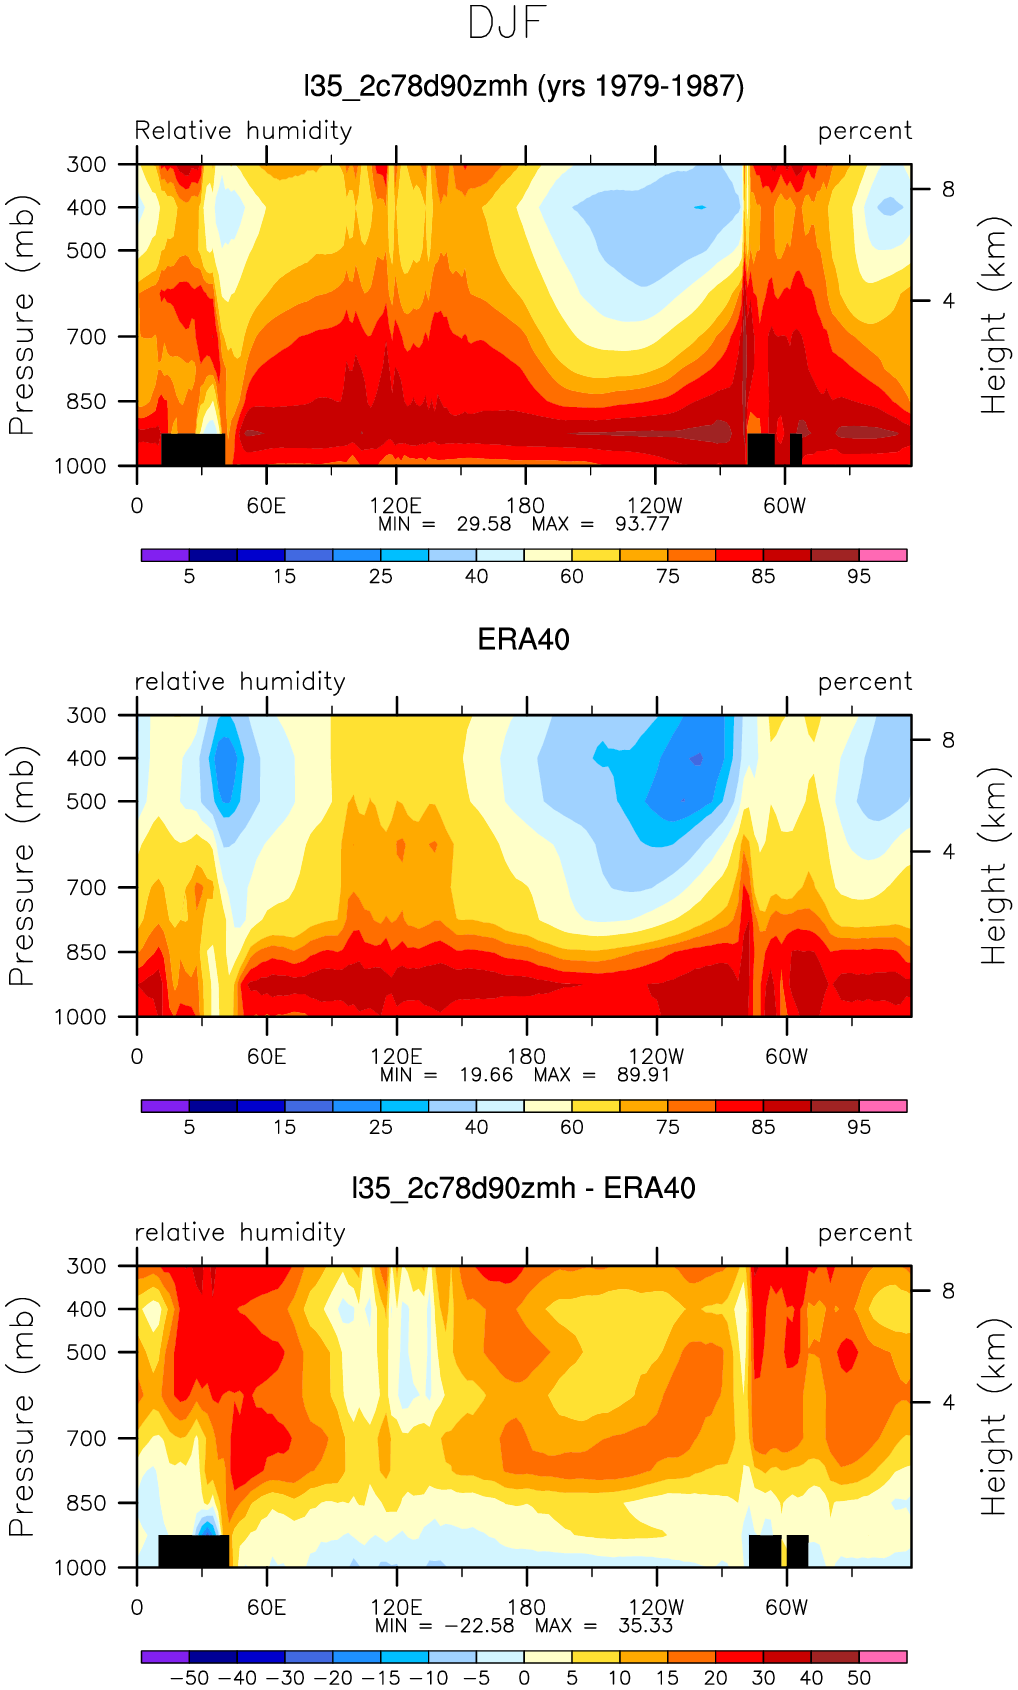 DJF
l35_2c78d90zmh (yrs 1979-1987)
Relative humidity percent
300
400
500
700
850
1000
Pressure (mb)
8
4
Height (km)
0 60E 120E 180 120W 60W
MIN = 29.58 MAX = 93.77
5 15 25 40 60 75 85 95
ERA40
relative humidity percent
300
400
500
700
850
1000
Pressure (mb)
8
4
Height (km)
0 60E 120E 180 120W 60W
MIN = 19.66 MAX = 89.91
5 15 25 40 60 75 85 95
l35_2c78d90zmh - ERA40
relative humidity percent
300
400
500
700
850
1000
Pressure (mb)
8
4
Height (km)
0 60E 120E 180 120W 60W
MIN = -22.58 MAX = 35.33
-50 -40 -30 -20 -15 -10 -5 0 5 10 15 20 30 40 50